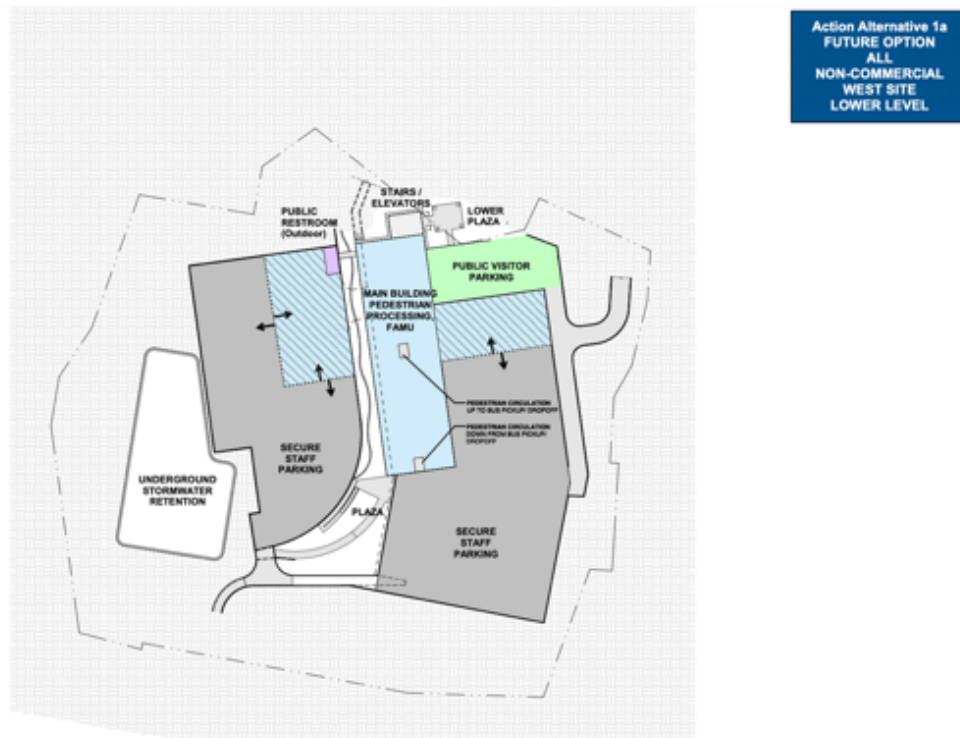 Action Alternative 1a
FUTURE OPTION
ALL
NON-COMMERCIAL
WEST SITE
LOWER LEVEL
STAIRS /
ELEVATORS
PUBLIC
RESTROOM
(Outdoor)
LOWER
PLAZA
PUBLIC VISITOR
PARKING
MAIN BUILDING
PEDESTRIAN
PROCESSING,
FAMU
PEDESTRIAN CIRCULATION
UP TO BUS PICKUP/ DROPOFF
PEDESTRIAN CIRCULATION
DOWN FROM BUS PICKUP/
DROPOFF
SECURE
STAFF
PARKING
UNDERGROUND
STORMWATER
RETENTION
PLAZA
SECURE
STAFF
PARKING